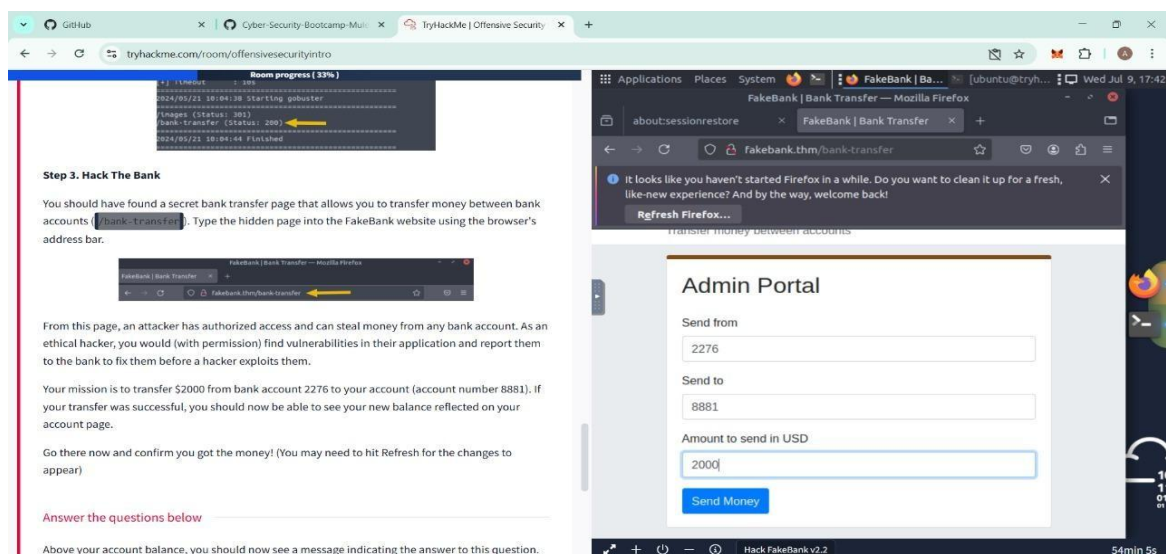 GitHub
Cyber-Security-Bootcamp-Mul
TryHackMe | Offensive Security
tryhackme.com/room/offensivesecurityintro
Room progress ( 33% )
[+] Timeout : 10s
2024/05/21 10:04:38 Starting gobuster
/images (Status: 301)
/bank-transfer (Status: 200)
2024/05/21 10:04:44 Finished
Step 3. Hack The Bank
You should have found a secret bank transfer page that allows you to transfer money between bank
accounts ( /bank-transfer ). Type the hidden page into the FakeBank website using the browser's
address bar.
FakeBank | Bank Transfer — Mozilla Firefox
FakeBank | Bank Transfer
fakebank.thm/bank-transfer
From this page, an attacker has authorized access and can steal money from any bank account. As an
ethical hacker, you would (with permission) find vulnerabilities in their application and report them
to the bank to fix them before a hacker exploits them.
Your mission is to transfer $2000 from bank account 2276 to your account (account number 8881). If
your transfer was successful, you should now be able to see your new balance reflected on your
account page.
Go there now and confirm you got the money! (You may need to hit Refresh for the changes to
appear)
Answer the questions below
Above your account balance, you should now see a message indicating the answer to this question.
Applications Places System FakeBank | Ba... [ubuntu@tryh... Wed Jul 9, 17:42
FakeBank | Bank Transfer — Mozilla Firefox
about:sessionrestore
FakeBank | Bank Transfer
fakebank.thm/bank-transfer
It looks like you haven't started Firefox in a while. Do you want to clean it up for a fresh,
like-new experience? And by the way, welcome back!
Refresh Firefox...
Transfer money between accounts
Admin Portal
Send from
2276
Send to
8881
Amount to send in USD
2000
Send Money
Hack FakeBank v2.2
54min 5s